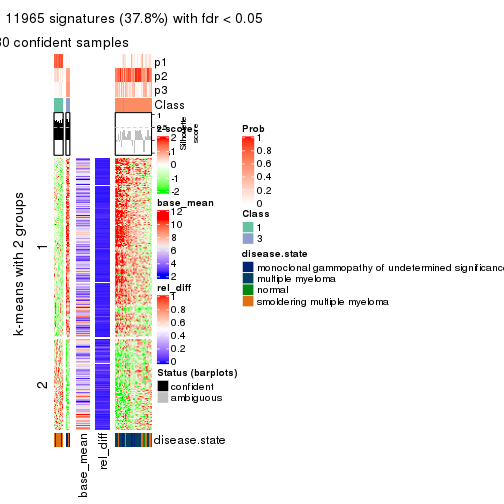 11965 signatures (37.8%) with fdr < 0.05
30 confident samples
p1
p2
p3
Class
1
0.5
Silhouette
score
z-score
2
1
0
-1
-2
base_mean
12
10
8
6
4
2
rel_diff
1
0.8
0.6
0.4
0.2
0
Status (barplots)
confident
ambiguous
Prob
1
0.8
0.6
0.4
0.2
0
Class
1
3
disease.state
monoclonal gammopathy of undetermined significance
multiple myeloma
normal
smoldering multiple myeloma
k-means with 2 groups
1
2
base_mean
rel_diff
disease.state